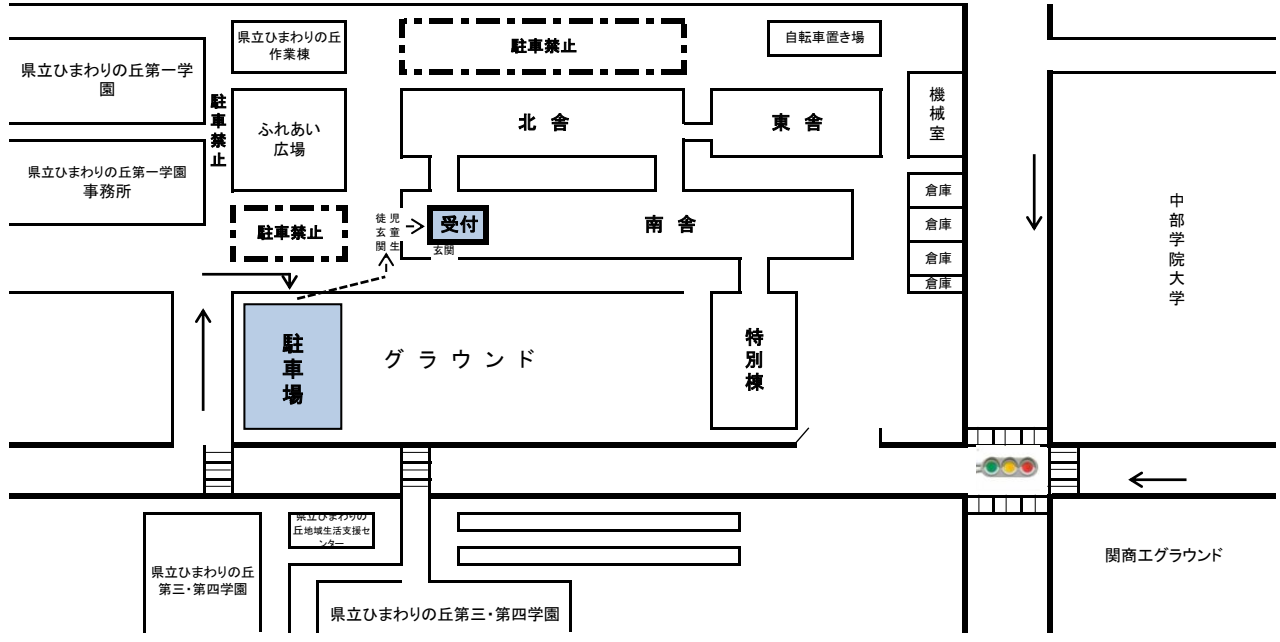 県立ひまわりの丘
作業棟
駐車禁止
自転車置き場
県立ひまわりの丘第一学
園
駐車禁止
ふれあい
広場
北 舎
東 舎
機械室
県立ひまわりの丘第一学園
事務所
倉庫
倉庫
倉庫
倉庫
中部学院大学
駐車禁止
児童生
徒玄関
受付
玄関
南 舎
駐車場
グ ラ ウ ン ド
特別棟
県立ひまわりの丘
第三・第四学園
県立ひまわりの
丘地域生活支援セ
ンター
県立ひまわりの丘第三・第四学園
関商工グラウンド